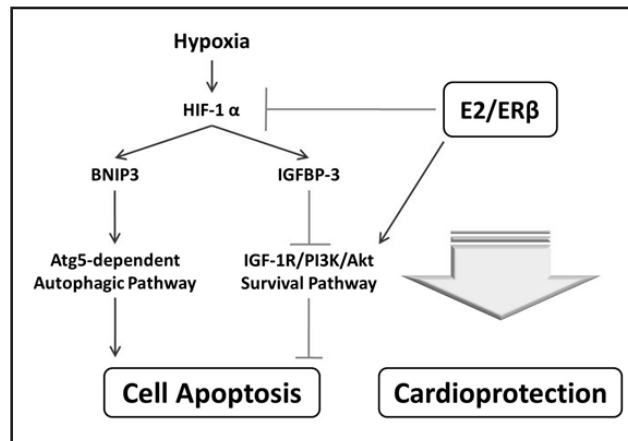 Hypoxia
HIF-1 α
E2/ERβ
BNIP3
IGFBP-3
Atg5-dependent
Autophagic Pathway
IGF-1R/PI3K/Akt
Survival Pathway
Cell Apoptosis
Cardioprotection